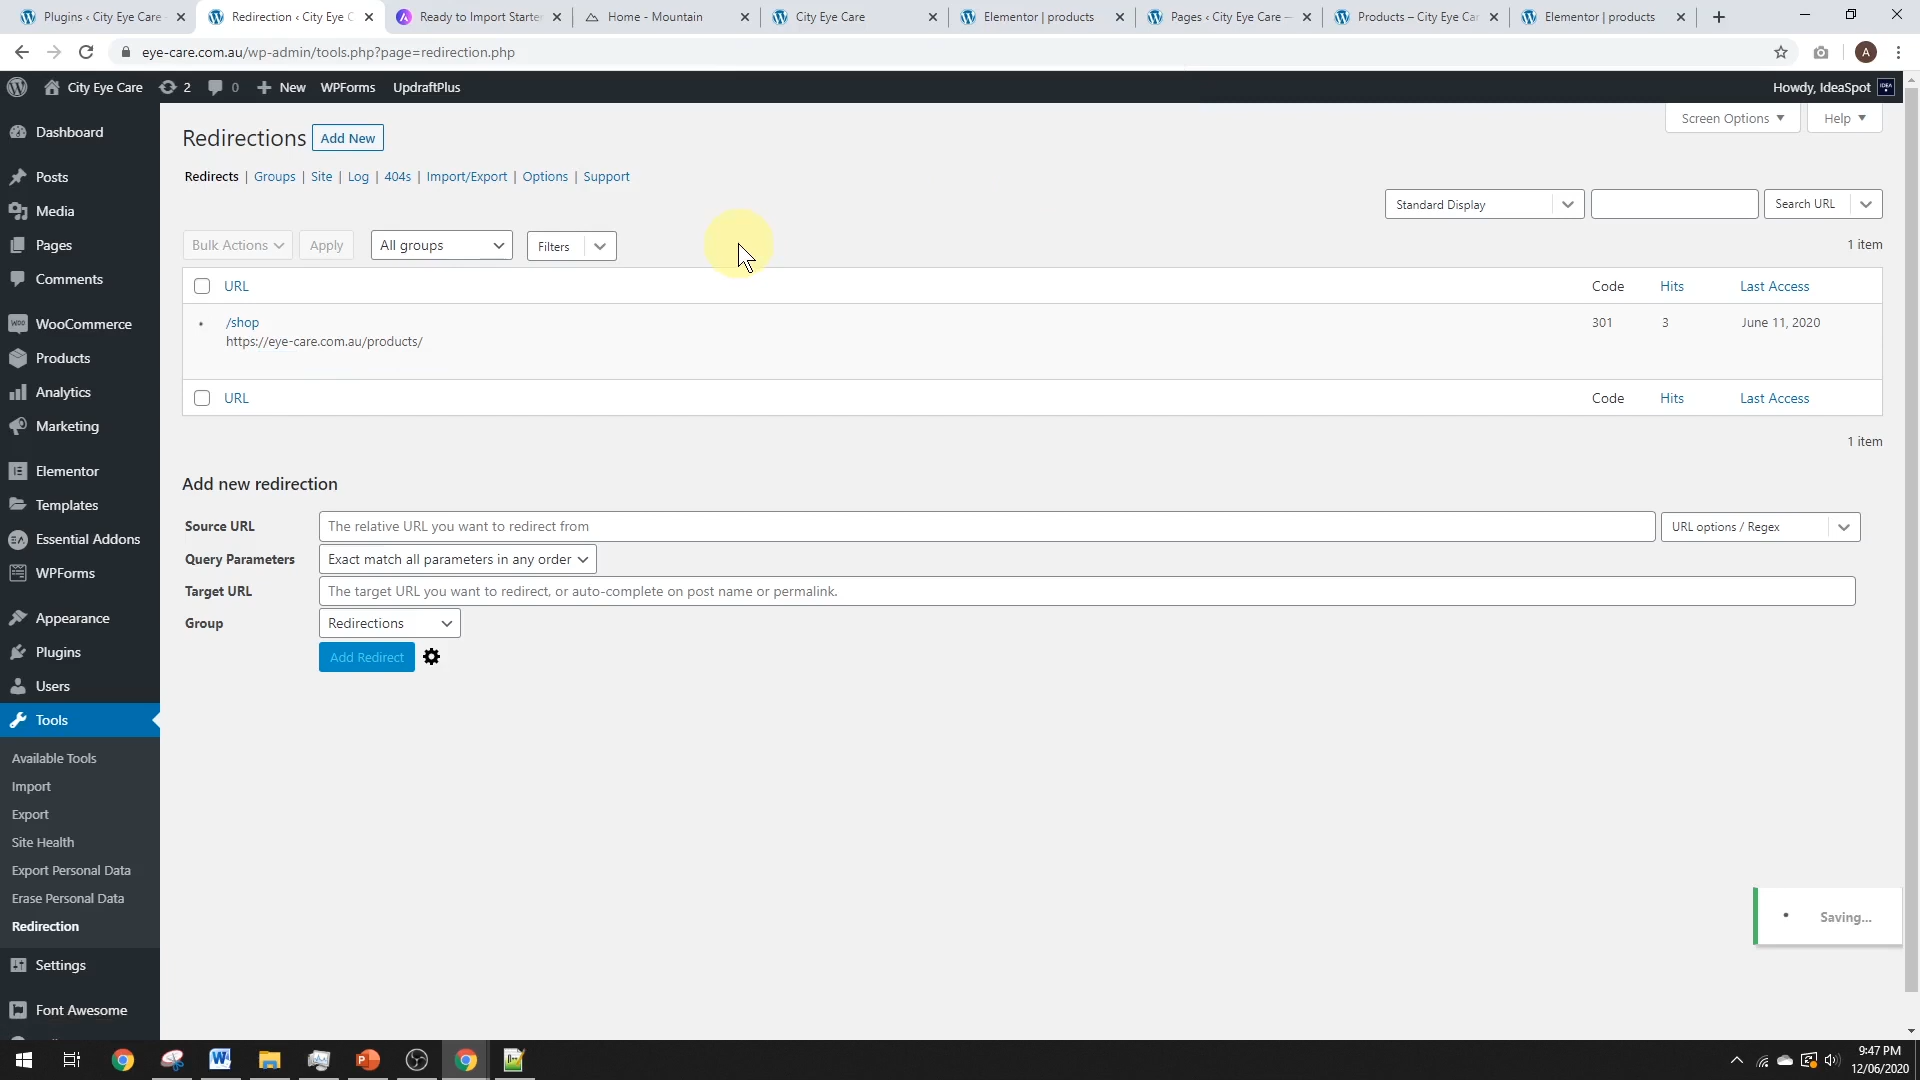 Plugins ‹ City Eye Care
Redirection ‹ City Eye C
Ready to Import Starter
Home - Mountain
City Eye Care
Elementor | products
Pages ‹ City Eye Care —
Products – City Eye Car
Elementor | products
eye-care.com.au/wp-admin/tools.php?page=redirection.php
A
City Eye Care
2
0
New
WPForms
UpdraftPlus
Howdy, IdeaSpot
Screen Options
Help
Dashboard
Posts
Media
Pages
Comments
WooCommerce
Products
Analytics
Marketing
Elementor
Templates
Essential Addons
WPForms
Appearance
Plugins
Users
Tools
Available Tools
Import
Export
Site Health
Export Personal Data
Erase Personal Data
Redirection
Settings
Font Awesome
Redirections
Add New
Redirects | Groups | Site | Log | 404s | Import/Export | Options | Support
Standard Display
Search URL
Bulk Actions
Apply
All groups
Filters
1 item
URL Code Hits Last Access
/shop 301 3 June 11, 2020
https://eye-care.com.au/products/
URL Code Hits Last Access
1 item
Add new redirection
Source URL
The relative URL you want to redirect from
URL options / Regex
Query Parameters
Exact match all parameters in any order
Target URL
The target URL you want to redirect, or auto-complete on post name or permalink.
Group
Redirections
Add Redirect
Saving...
9:47 PM
12/06/2020